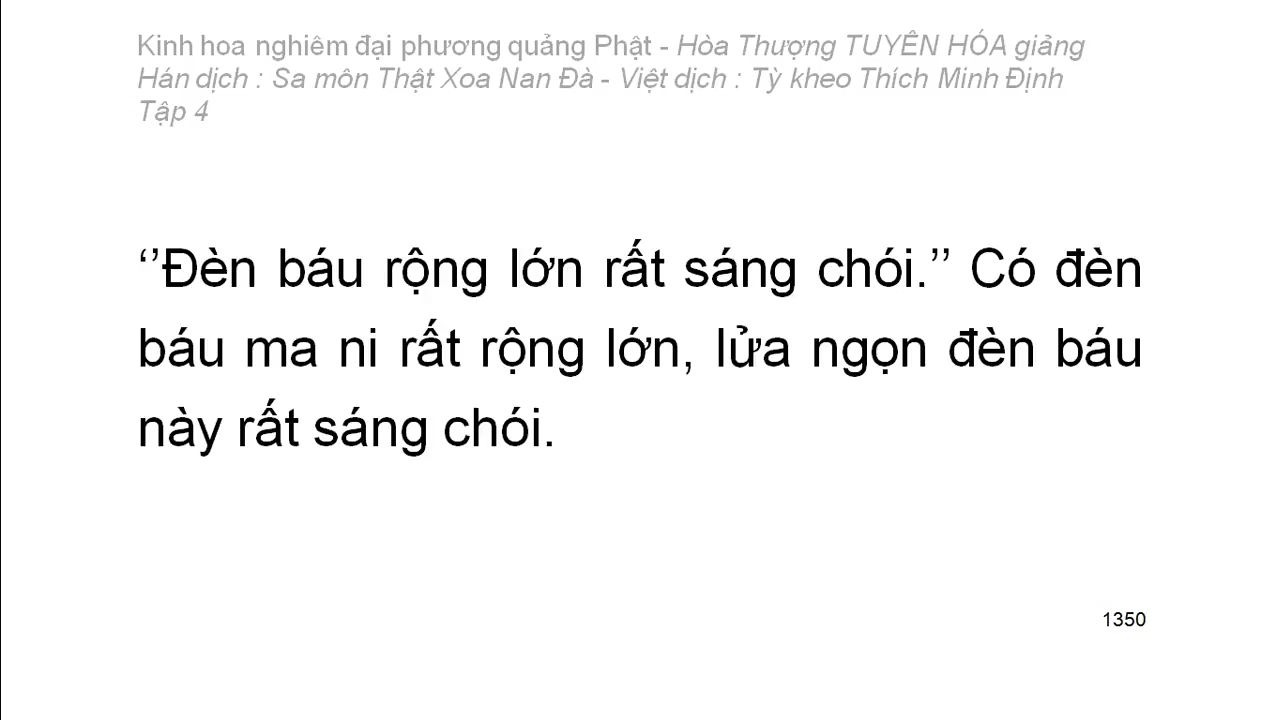 Kinh hoa nghiêm đại phương quảng Phật - Hòa Thượng TUYÊN HÓA giảng
Hán dịch : Sa môn Thật Xoa Nan Đà - Việt dịch : Tỳ kheo Thích Minh Định
Tập 4
‘’Đèn báu rộng lớn rất sáng chói.’’ Có đèn
báu ma ni rất rộng lớn, lửa ngọn đèn báu
này rất sáng chói.
1350